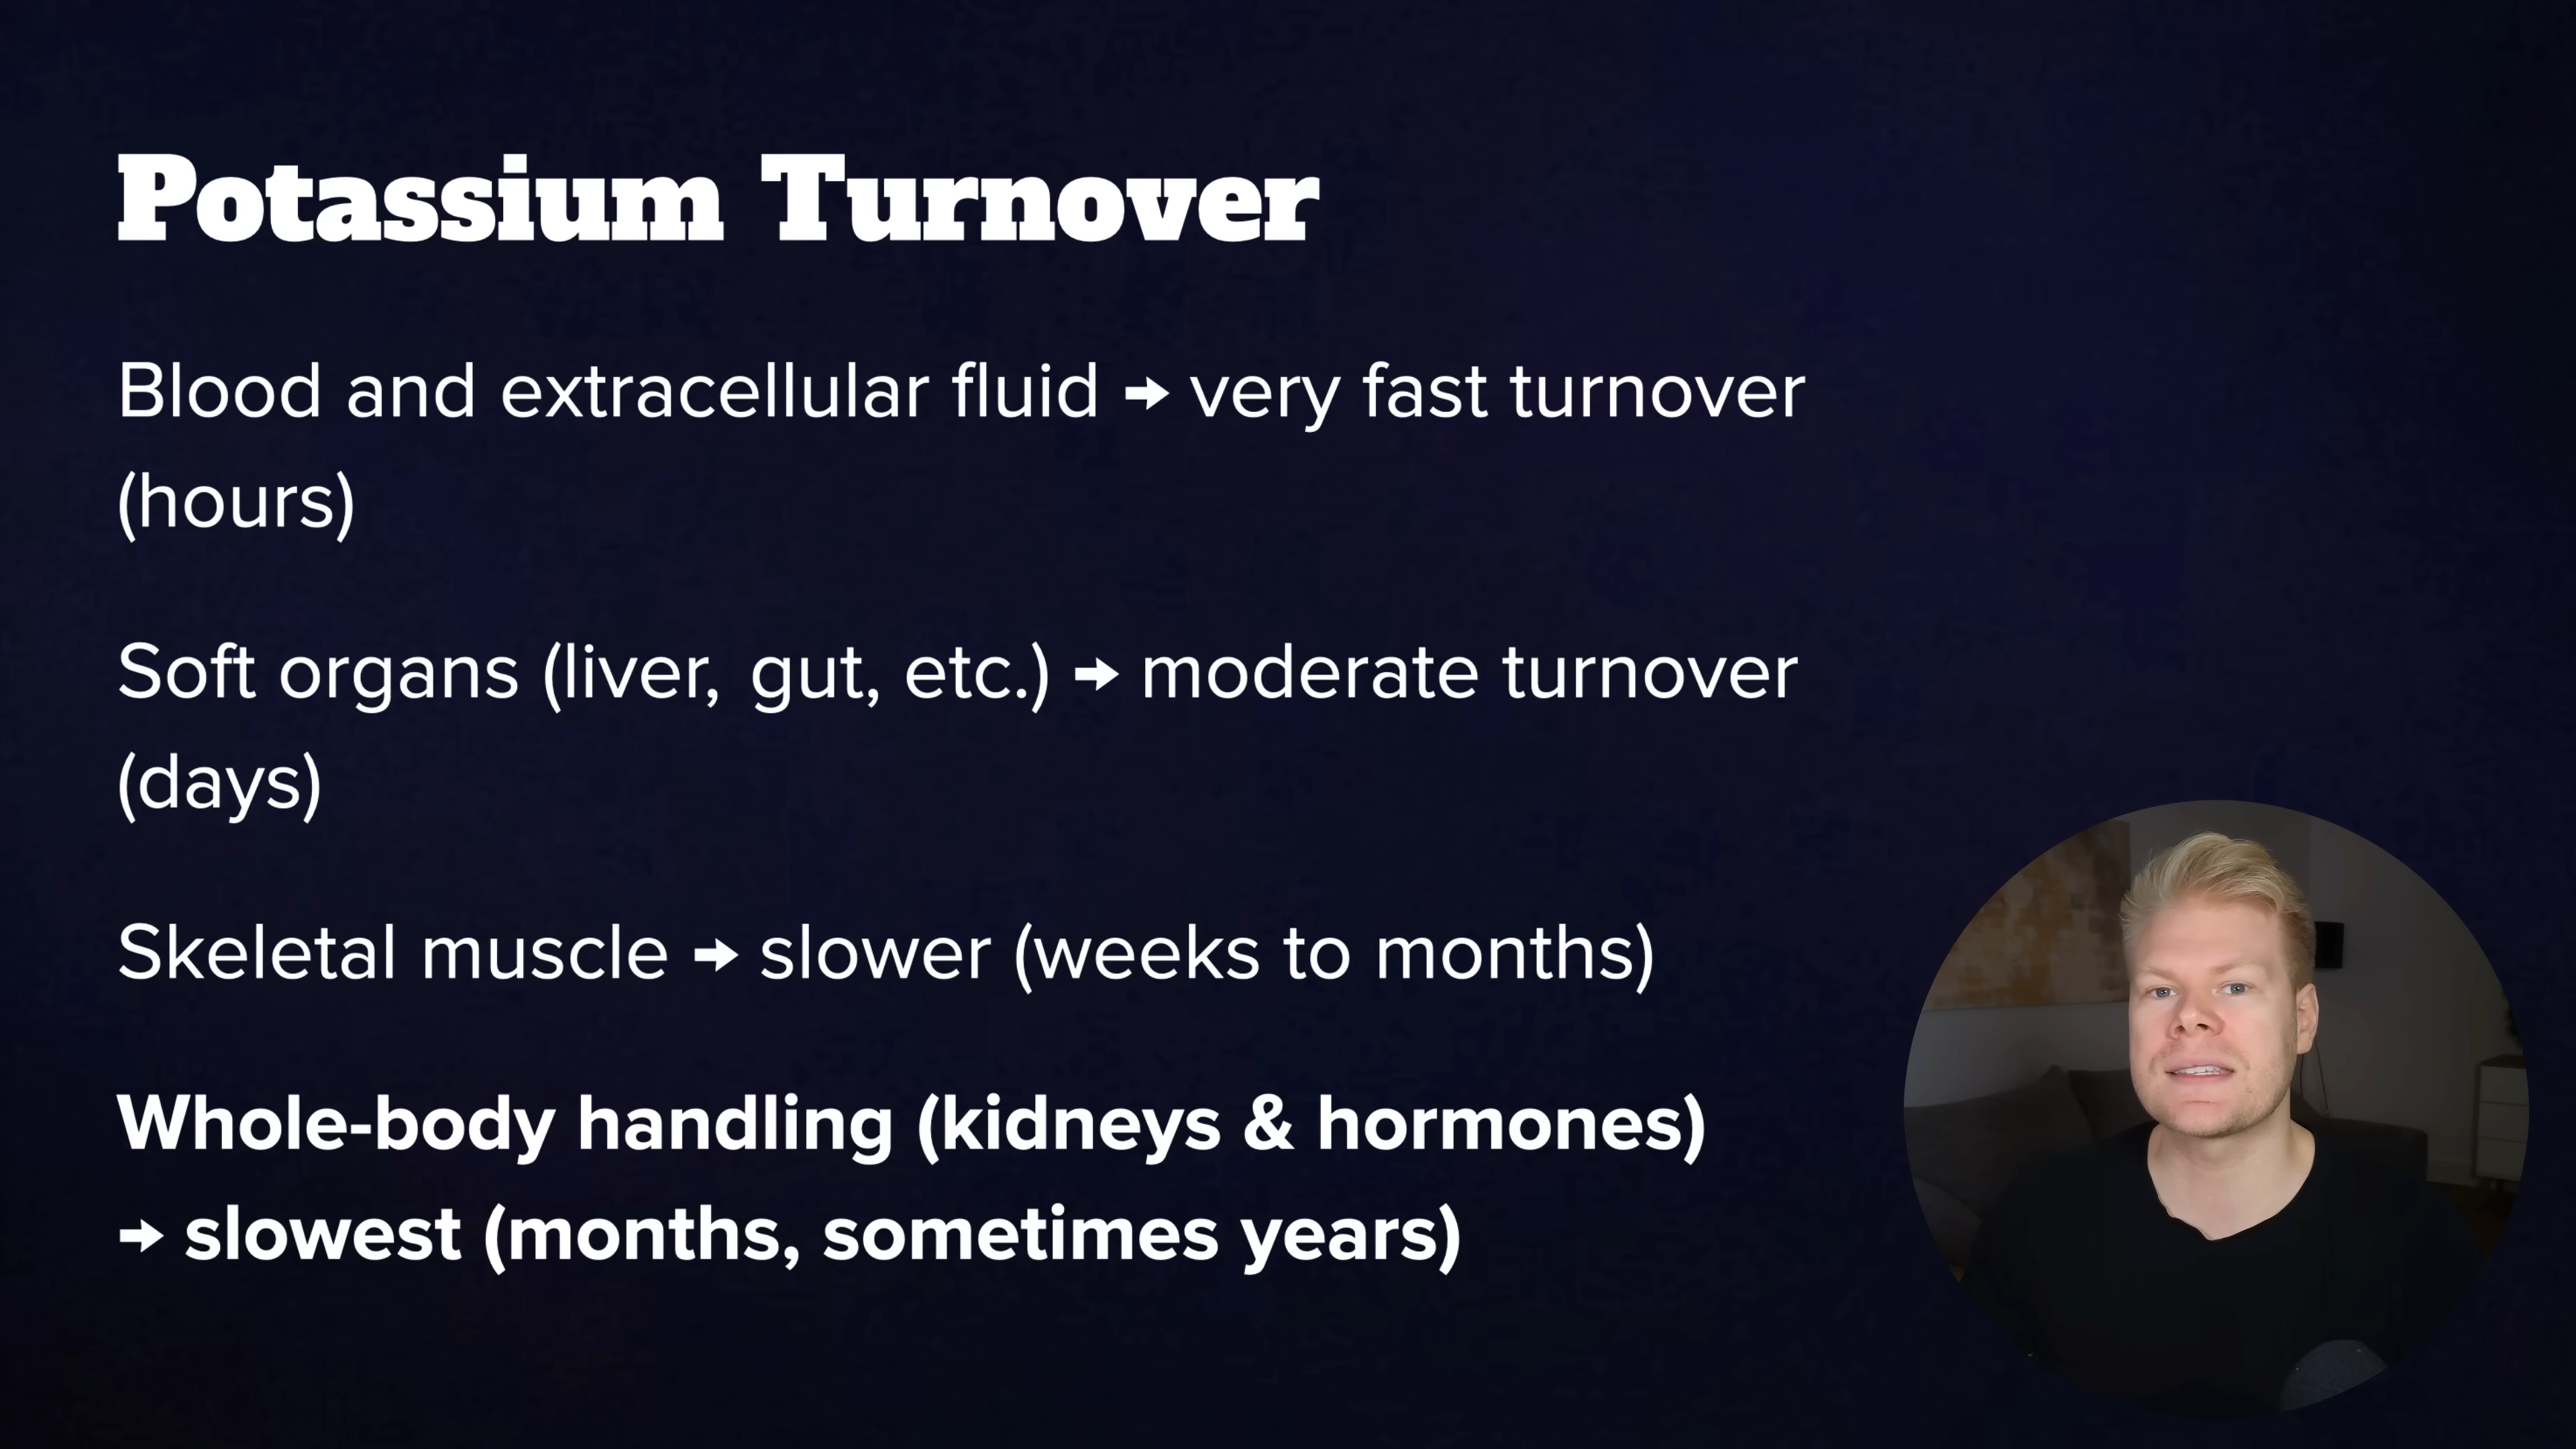 Potassium Turnover
Blood and extracellular fluid ➜ very fast turnover
(hours)
Soft organs (liver, gut, etc.) ➜ moderate turnover
(days)
Skeletal muscle ➜ slower (weeks to months)
Whole-body handling (kidneys & hormones)
➜ slowest (months, sometimes years)